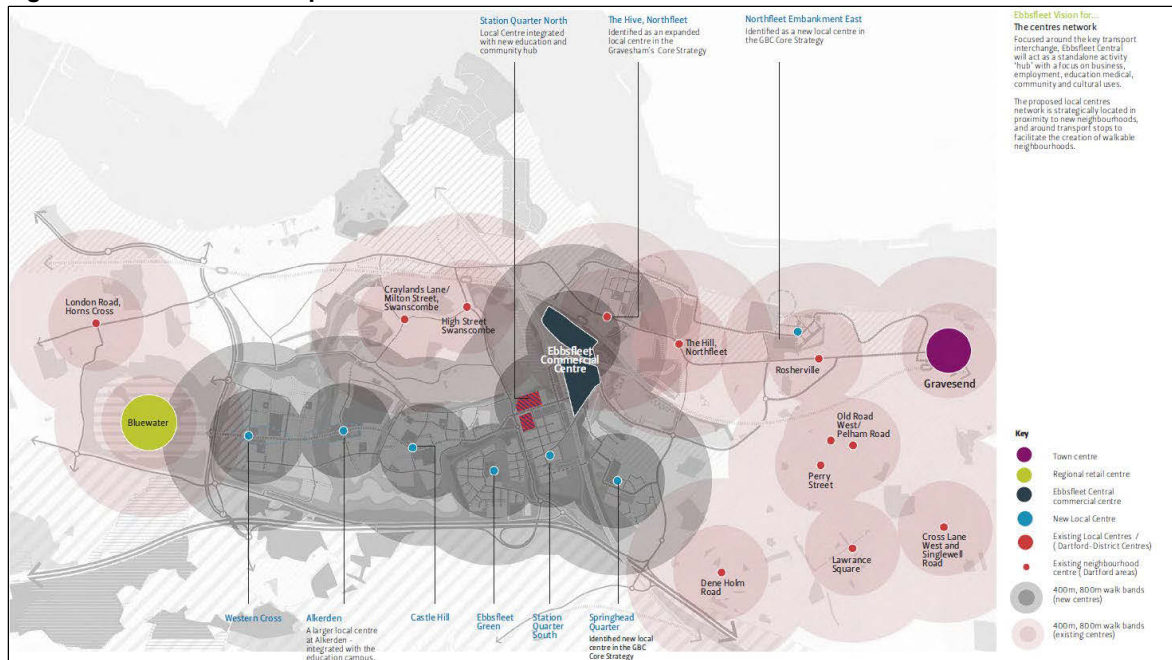 Station Quarter North
Local Centre integrated
with new education and
community hub
The Hive, Northfleet
Identified as an expanded
local centre in the
Gravesham's Core Strategy
Northfleet Embankment East
Identified as a new local centre in
the GBC Core Strategy
Ebbsfleet Vision for...
The centres network
Focused around the key transport
interchange, Ebbsfleet Central
will act as a standalone activity
'hub' with a focus on business,
employment, education medical,
community and cultural uses.
The proposed local centres
network is strategically located in
proximity to new neighbourhoods,
and around transport stops to
facilitate the creation of walkable
neighbourhoods.
London Road,
Horns Cross
Craylands Lane/
Milton Street,
Swanscombe
High Street
Swanscombe
Ebbsfleet
Commercial
Centre
The Hill,
Northfleet
Rosherville
Gravesend
Bluewater
Old Road
West/
Pelham Road
Perry
Street
Cross Lane
West and
Singlewell
Road
Lawrance
Square
Dene Holm
Road
Western Cross
Alkerden
A larger local centre
at Alkerden -
integrated with the
education campus.
Castle Hill
Ebbsfleet
Green
Station
Quarter
South
Springhead
Quarter
Identified new local
centre in the GBC
Core Strategy
Key
Town centre
Regional retail centre
Ebbsfleet Central
commercial centre
New Local Centre
Existing Local Centres /
( Dartford - District Centres)
Existing neighbourhood
centre ( Dartford areas)
400m, 800m walk bands
(new centres)
400m, 800m walk bands
(existing centres)